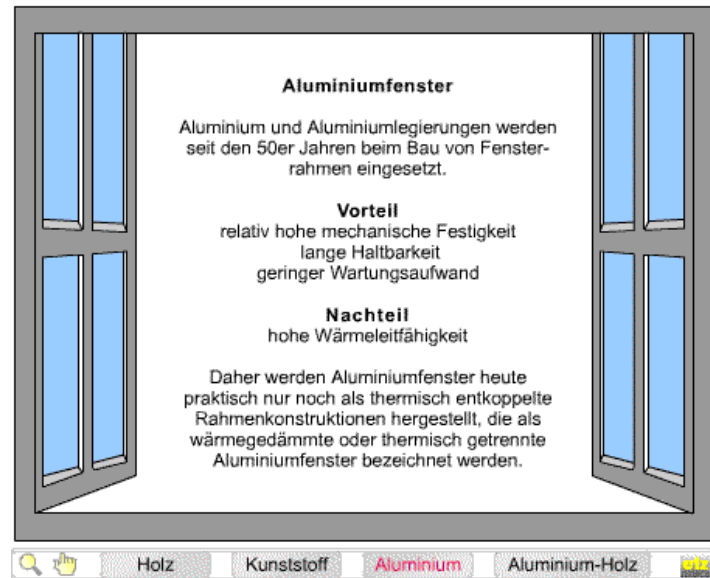 Aluminiumfenster
Aluminium und Aluminiumlegierungen werden
seit den 50er Jahren beim Bau von Fenster-
rahmen eingesetzt.
Vorteil
relativ hohe mechanische Festigkeit
lange Haltbarkeit
geringer Wartungsaufwand
Nachteil
hohe Wärmeleitfähigkeit
Daher werden Aluminiumfenster heute
praktisch nur noch als thermisch entkoppelte
Rahmenkonstruktionen hergestellt, die als
wärmegedämmte oder thermisch getrennte
Aluminiumfenster bezeichnet werden.
Holz Kunststoff Aluminium Aluminium-Holz